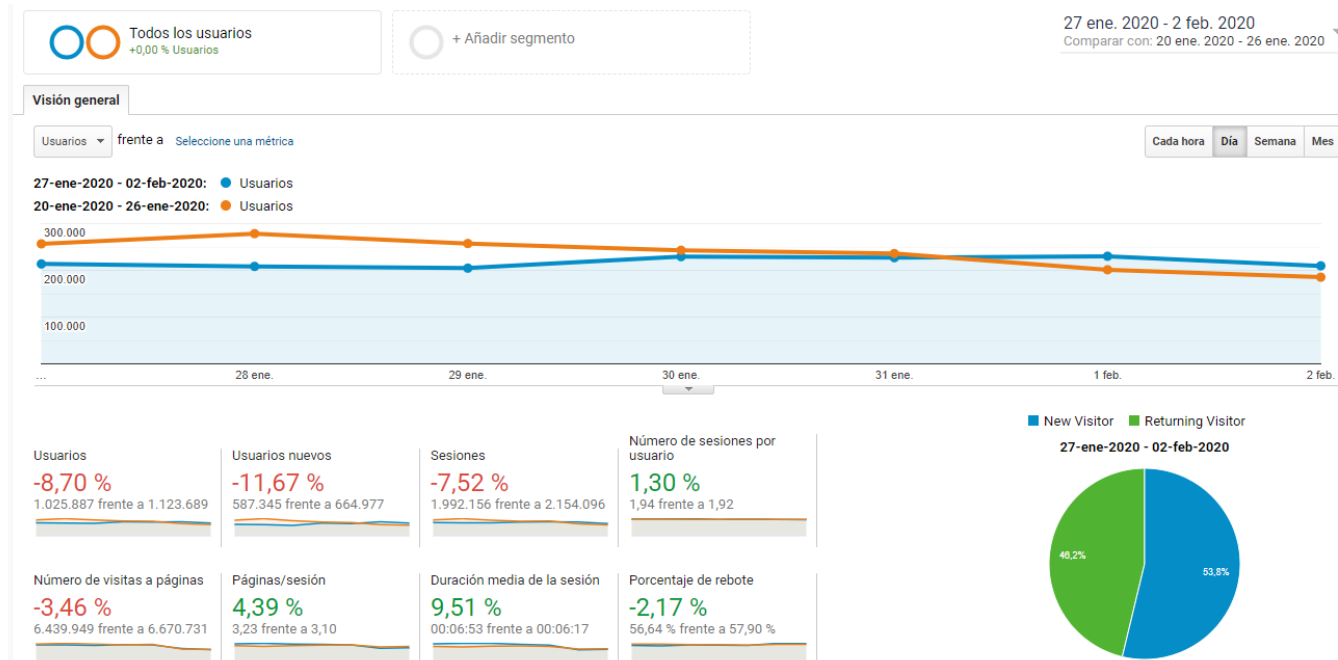 Todos los usuarios
+0,00 % Usuarios
+ Añadir segmento
27 ene. 2020 - 2 feb. 2020
Comparar con: 20 ene. 2020 - 26 ene. 2020
Visión general
Usuarios frente a Seleccione una métrica
Cada hora Día Semana Mes
27-ene-2020 - 02-feb-2020: Usuarios
20-ene-2020 - 26-ene-2020: Usuarios
300.000
200.000
100.000
... 28 ene. 29 ene. 30 ene. 31 ene. 1 feb. 2 feb.
Usuarios
-8,70 %
1.025.887 frente a 1.123.689
Usuarios nuevos
-11,67 %
587.345 frente a 664.977
Sesiones
-7,52 %
1.992.156 frente a 2.154.096
Número de sesiones por
usuario
1,30 %
1,94 frente a 1,92
Número de visitas a páginas
-3,46 %
6.439.949 frente a 6.670.731
Páginas/sesión
4,39 %
3,23 frente a 3,10
Duración media de la sesión
9,51 %
00:06:53 frente a 00:06:17
Porcentaje de rebote
-2,17 %
56,64 % frente a 57,90 %
New Visitor Returning Visitor
27-ene-2020 - 02-feb-2020
46,2%
53,8%